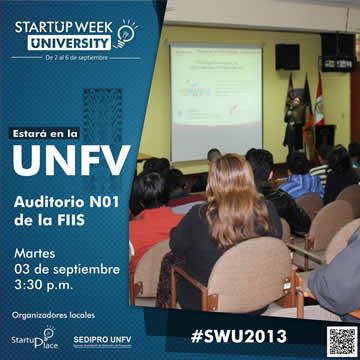 STARTUP WEEK
UNIVERSITY
De 2 al 6 de septiembre
Estará en la
UNFV
Auditorio N01
de la FIIS
Martes
03 de septiembre
3:30 p.m.
Organizadores locales
StartuPlace
SEDIPRO UNFV
#SWU2013